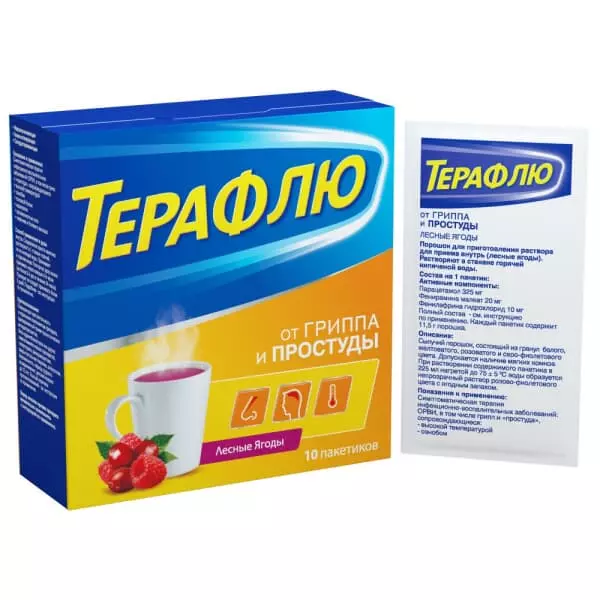 ТЕРАФЛЮ
от ГРИППА
и ПРОСТУДЫ
Лесные Ягоды
10 пакетиков
ТЕРАФЛЮ
от ГРИППА
и ПРОСТУДЫ
ЛЕСНЫЕ ЯГОДЫ
Порошок для приготовления раствора
для приема внутрь (лесные ягоды).
Растворяют в стакане горячей
кипяченой воды.
Состав на 1 пакетик:
Активные компоненты:
Парацетамол 325 мг
Фенирамина малеат 20 мг
Фенилэфрина гидрохлорид 10 мг
Полный состав - см. инструкцию
по применению. Каждый пакетик содержит
11,5 г порошка.
Описание:
Сыпучий порошок, состоящий из гранул белого,
желтоватого, розоватого и серо-фиолетового
цвета. Допускается наличие мягких комков.
При растворении содержимого пакетика в
225 мл нагретой до 75 ± 5 °С воды образуется
непрозрачный раствор розово-фиолетового
цвета с ягодным запахом.
Показания к применению:
Симптоматическая терапия
инфекционно-воспалительных заболеваний:
ОРВИ, в том числе грипп и «простуда»,
сопровождающиеся:
- высокой температурой
- ознобом